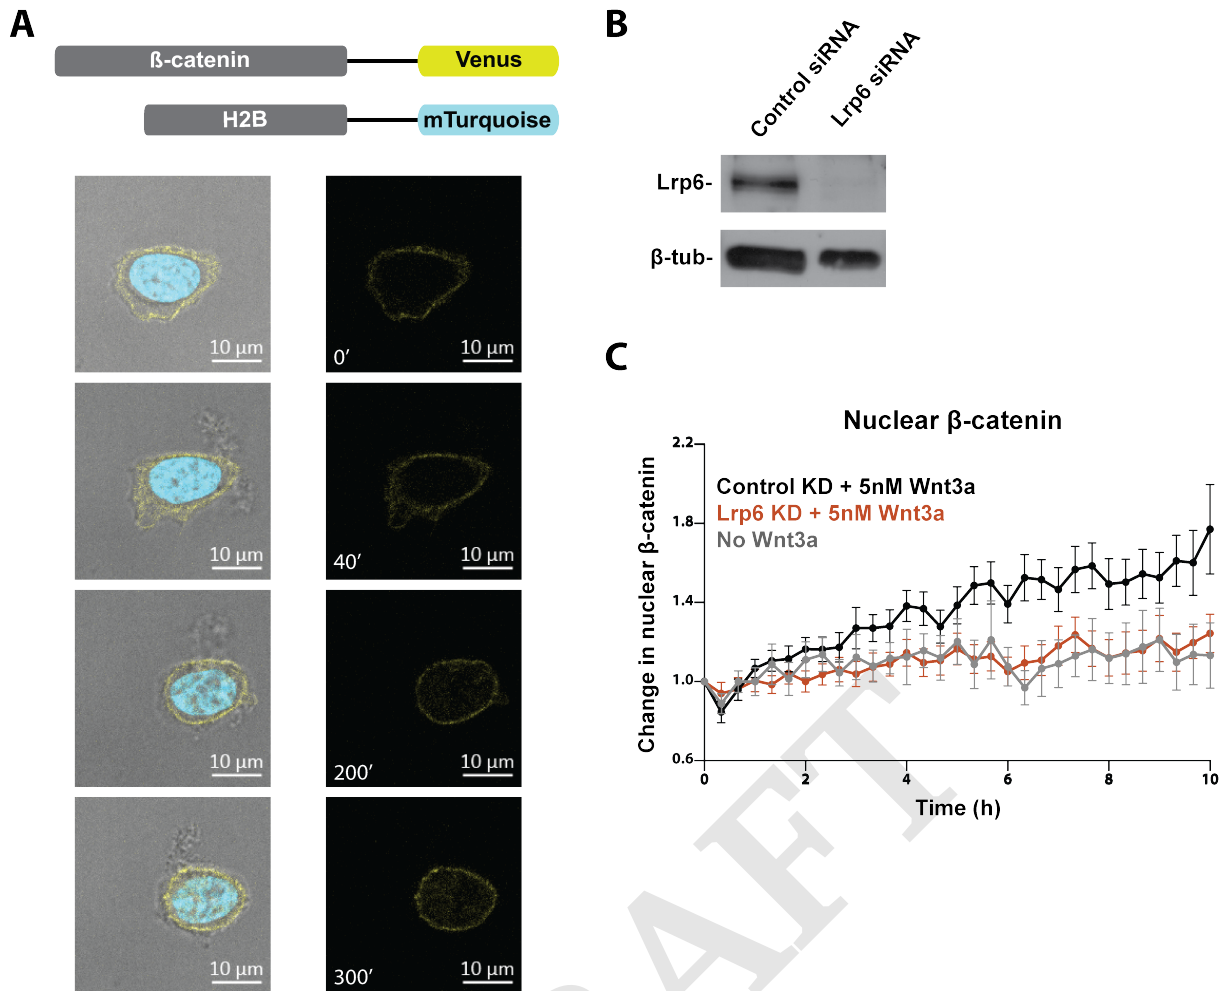 A
ß-catenin
Venus
H2B
mTurquoise
10 µm
0′
10 µm
10 µm
40′
10 µm
10 µm
200′
10 µm
10 µm
300′
10 µm
B
Control siRNA
Lrp6 siRNA
Lrp6-
β-tub-
C
Nuclear β-catenin
Change in nuclear β-catenin
2.2
1.8
1.4
1.0
0.6
Control KD + 5nM Wnt3a
Lrp6 KD + 5nM Wnt3a
No Wnt3a
0
2
4
6
8
10
Time (h)
AFT